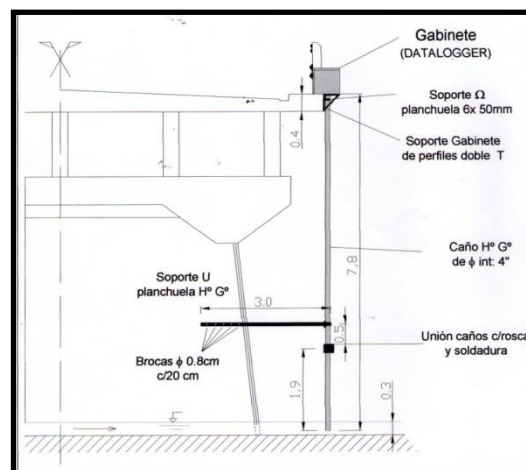 Gabinete
(DATALOGGER)
Soporte Ω
planchuela 6x 50mm
0.4
Soporte Gabinete
de perfiles doble T
Caño Hº Gº
de ϕ int: 4"
7,8
Soporte U
planchuela Hº Gº
3.0
0.5
Unión caños c/rosca
y soldadura
Brocas ϕ 0.8cm
c/20 cm
1,9
0.3